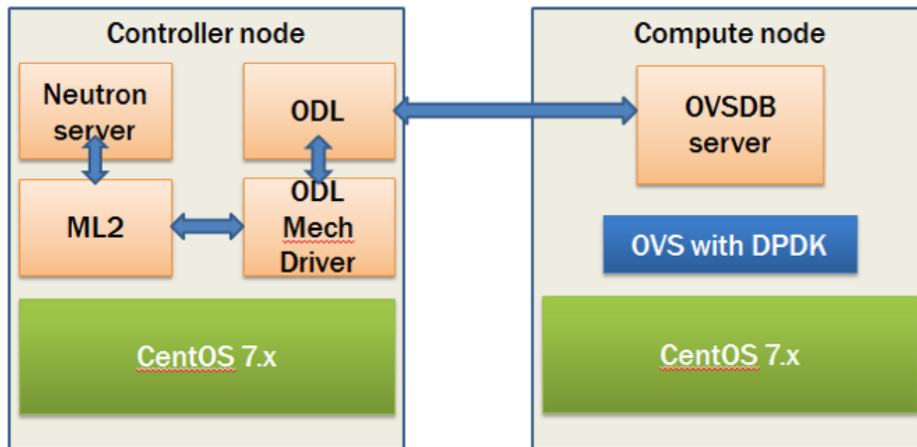 Controller node
Neutron
server
ODL
ML2
ODL
Mech
Driver
CentOS 7.x
Compute node
OVSDB
server
OVS with DPDK
CentOS 7.x